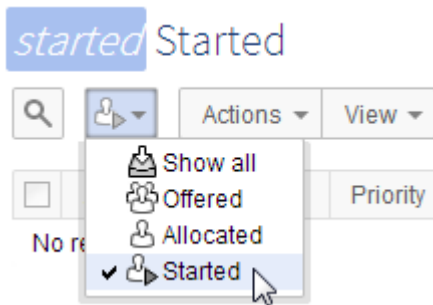 started Started
Actions View
Show all
Offered
Priority
Allocated
No re
Started